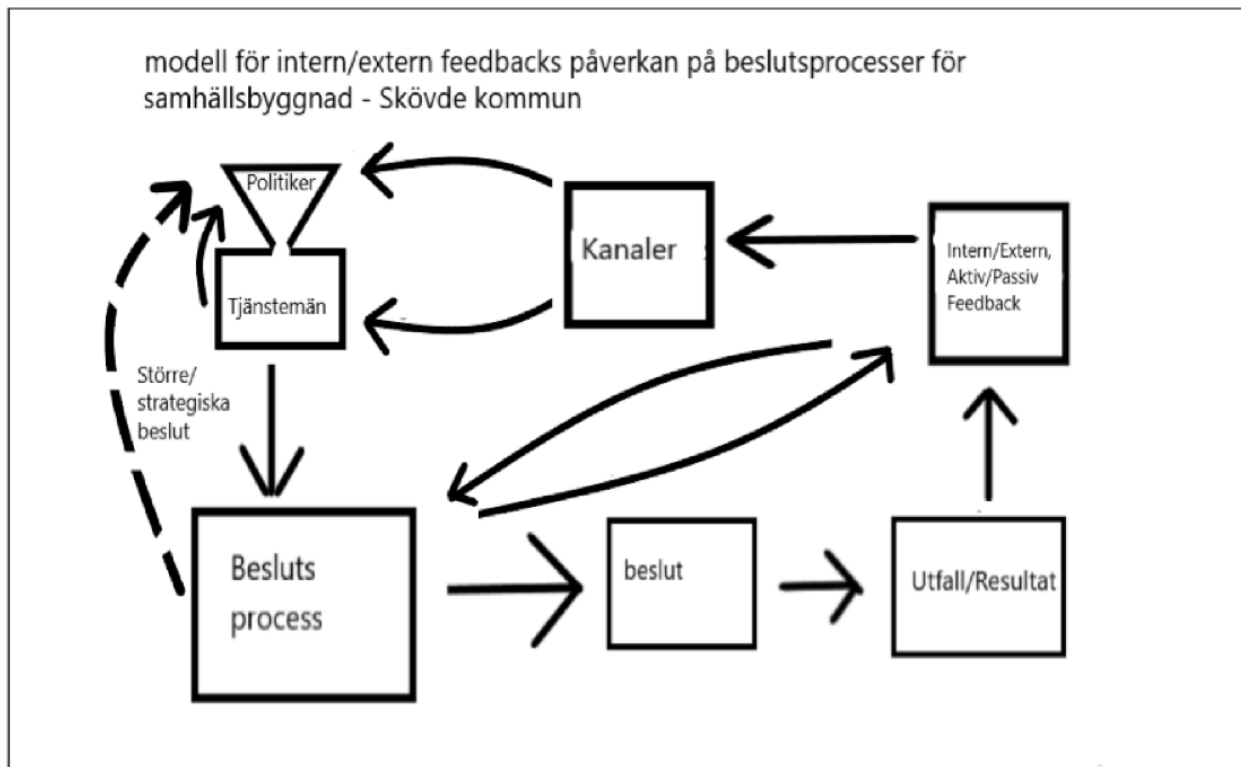 modell för intern/extern feedbacks påverkan på beslutsprocesser för
samhällsbyggnad - Skövde kommun
Politiker
Tjänstemän
Kanaler
Intern/Extern,
Aktiv/Passiv
Feedback
Större/
strategiska
beslut
Besluts
process
beslut
Utfall/Resultat